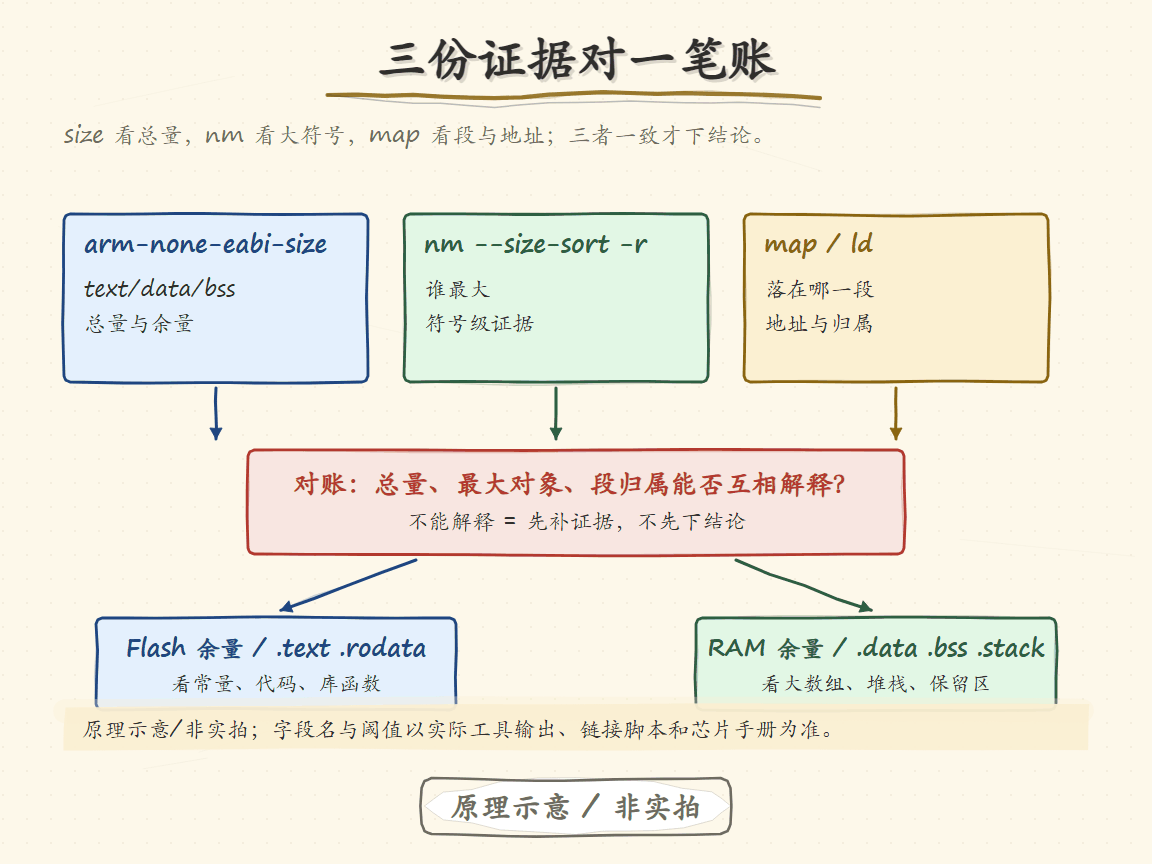 三份证据对一笔账
size 看总量，nm 看大符号，map 看段与地址；三者一致才下结论。
arm-none-eabi-size
text/data/bss
总量与余量
nm --size-sort -r
谁最大
符号级证据
map / ld
落在哪一段
地址与归属
对账：总量、最大对象、段归属能否互相解释？
不能解释 = 先补证据，不先下结论
Flash 余量 / .text .rodata
看常量、代码、库函数
RAM 余量 / .data .bss .stack
看大数组、堆栈、保留区
原理示意/非实拍；字段名与阈值以实际工具输出、链接脚本和芯片手册为准。
原理示意 / 非实拍